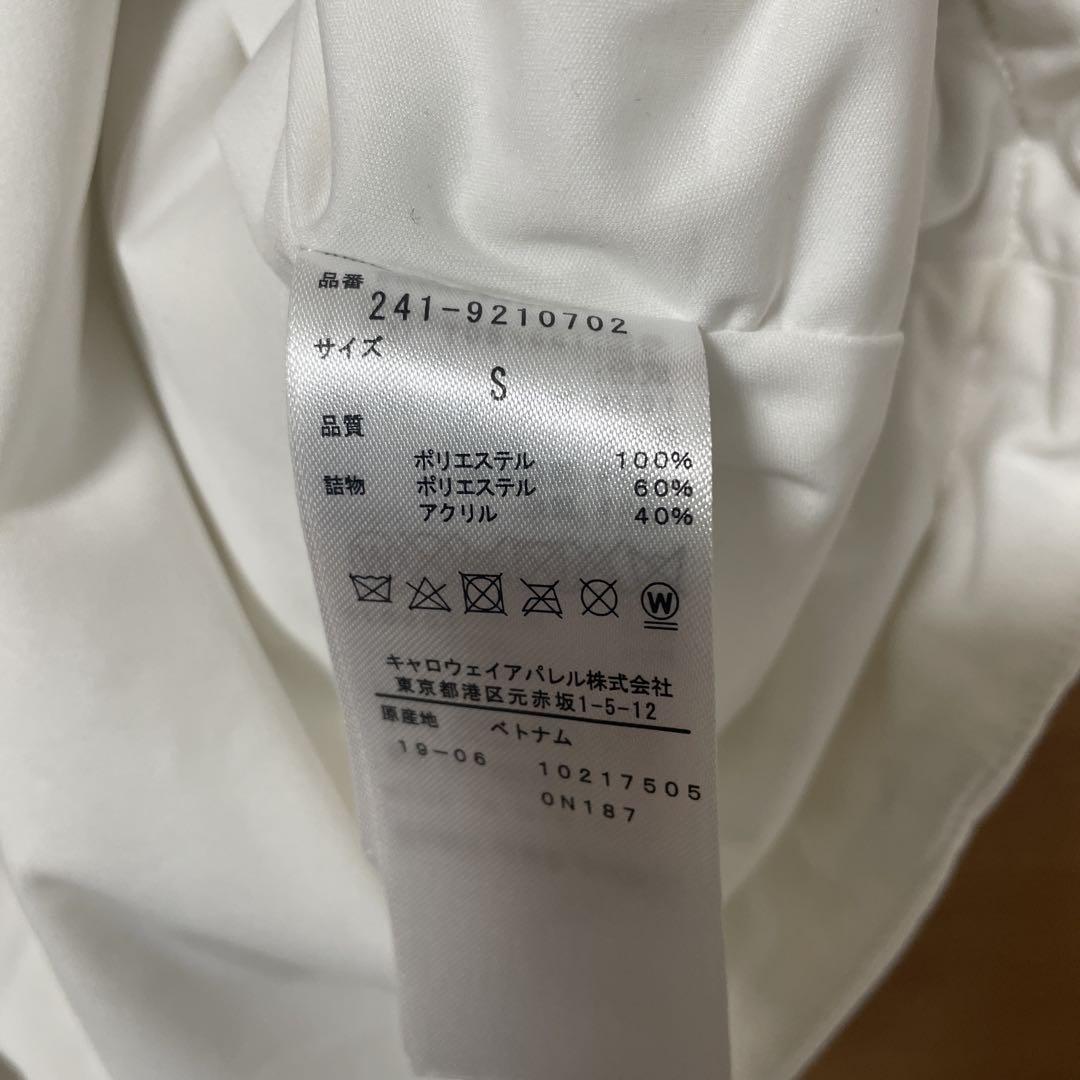 品番
241-9210702
サイズ
S
品質
ポリエステル 100%
詰物 ポリエステル 60%
アクリル 40%
W
キャロウェイアパレル株式会社
東京都港区元赤坂1-5-12
原産地 ベトナム
19-06 10217505
0N187